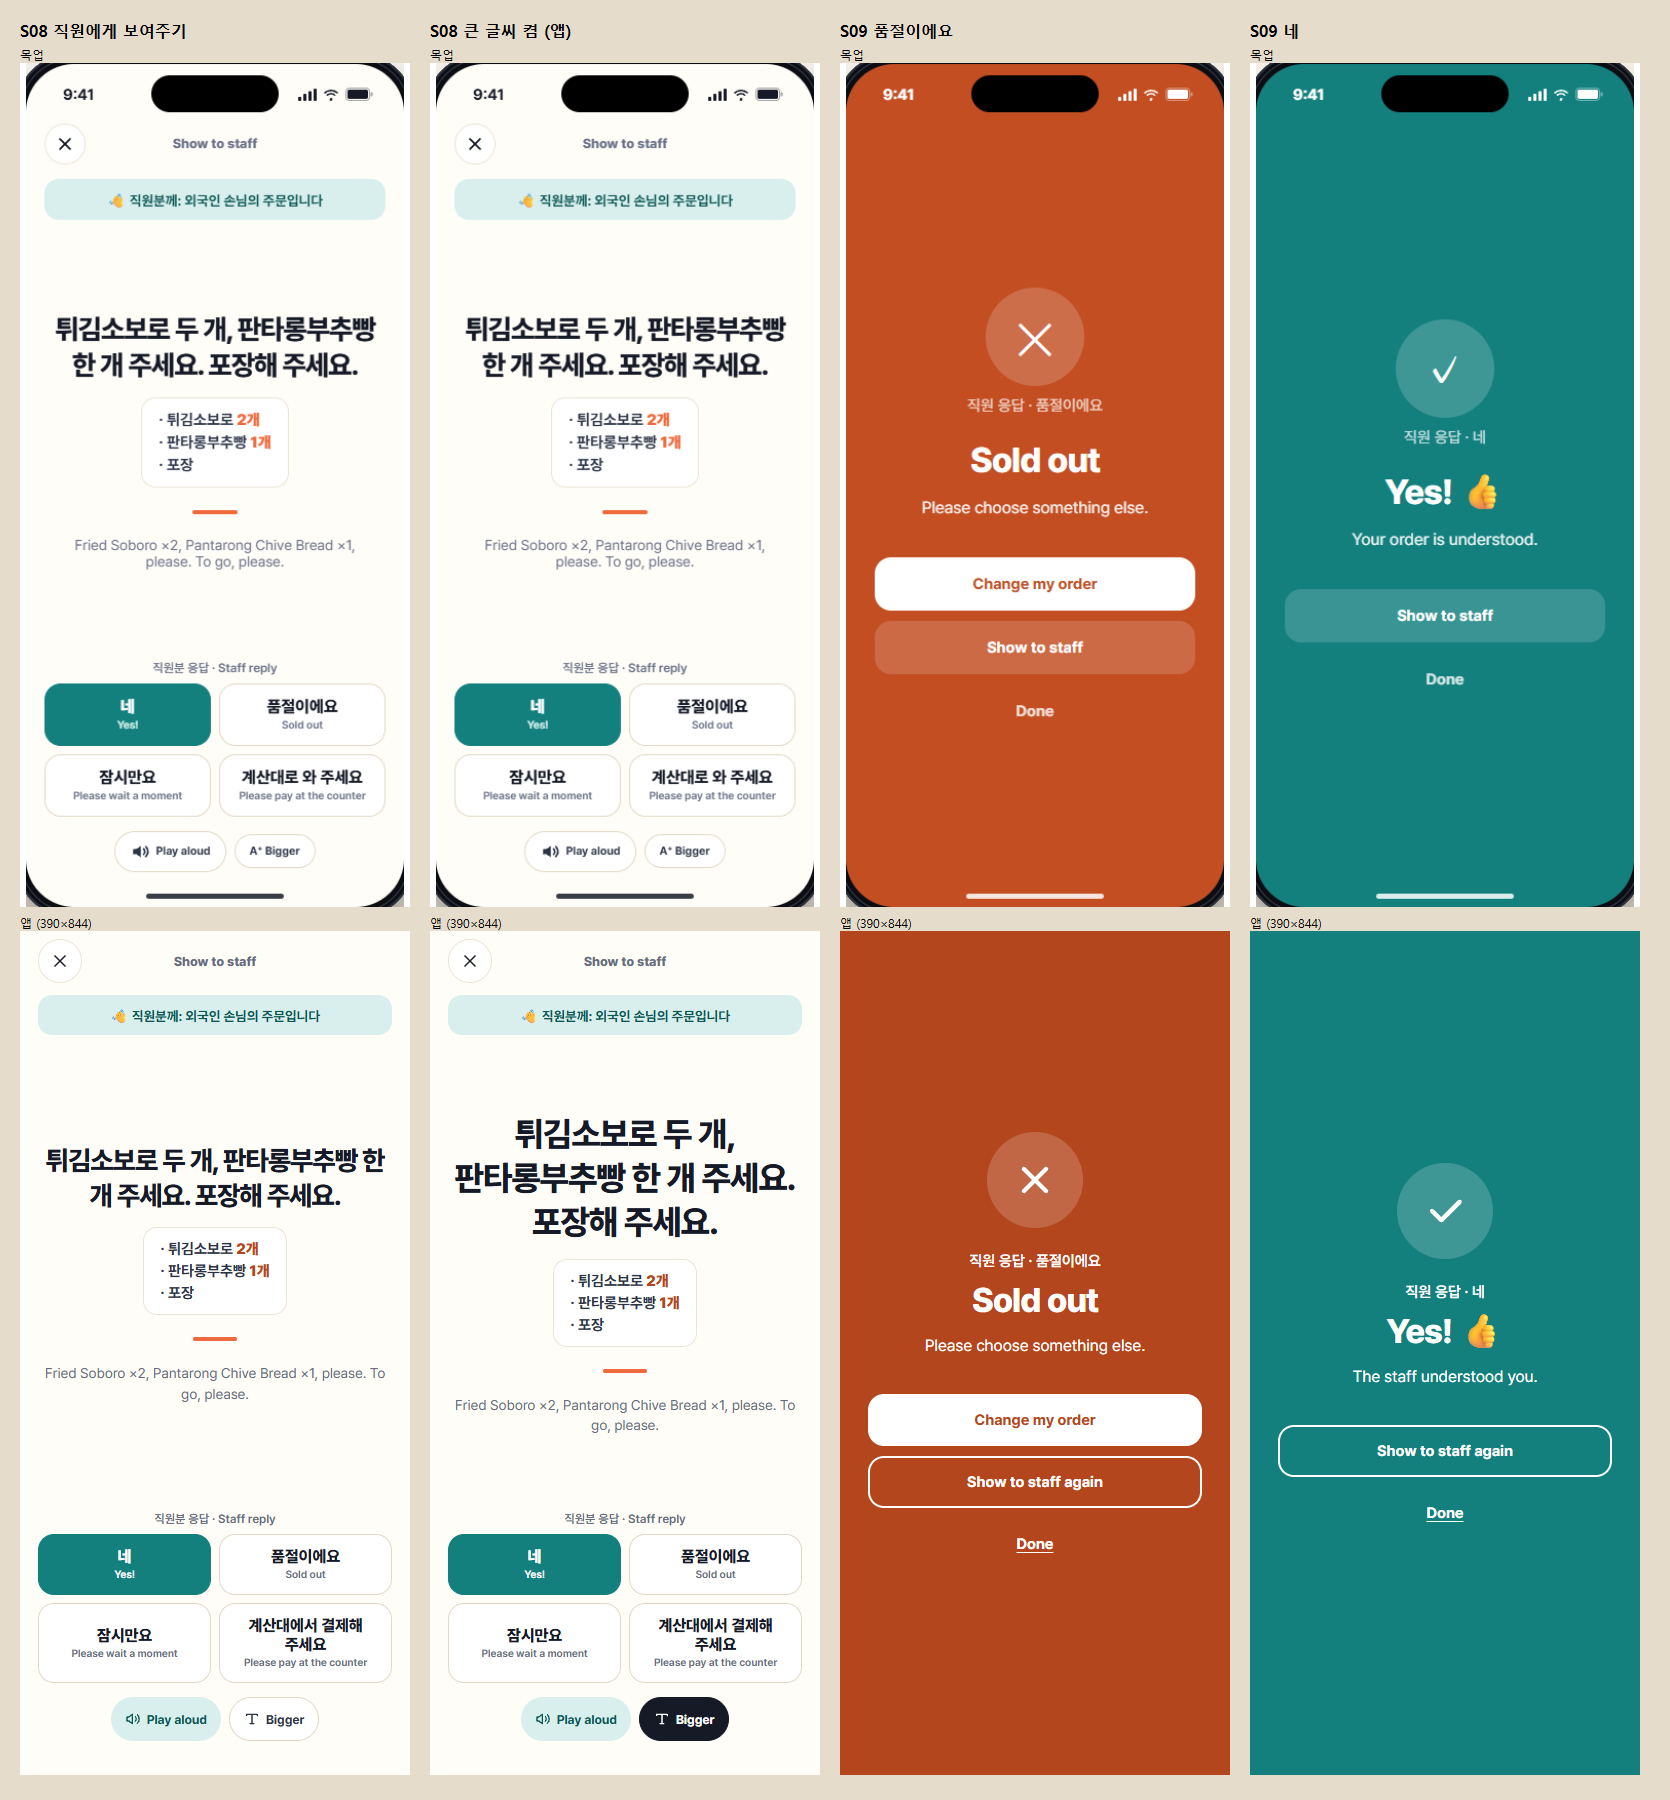 S08 직원에게 보여주기
목업
9:41
Show to staff
직원분께: 외국인 손님의 주문입니다
튀김소보로 두 개, 판타롱부추빵
한 개 주세요. 포장해 주세요.
· 튀김소보로 2개
· 판타롱부추빵 1개
· 포장
Fried Soboro ×2, Pantarong Chive Bread ×1,
please. To go, please.
직원분 응답 · Staff reply
네
Yes!
품절이에요
Sold out
잠시만요
Please wait a moment
계산대로 와 주세요
Please pay at the counter
Play aloud
A⁺ Bigger
S08 큰 글씨 켬 (앱)
목업
9:41
Show to staff
직원분께: 외국인 손님의 주문입니다
튀김소보로 두 개, 판타롱부추빵
한 개 주세요. 포장해 주세요.
· 튀김소보로 2개
· 판타롱부추빵 1개
· 포장
Fried Soboro ×2, Pantarong Chive Bread ×1,
please. To go, please.
직원분 응답 · Staff reply
네
Yes!
품절이에요
Sold out
잠시만요
Please wait a moment
계산대로 와 주세요
Please pay at the counter
Play aloud
A⁺ Bigger
S09 품절이에요
목업
9:41
직원 응답 · 품절이에요
Sold out
Please choose something else.
Change my order
Show to staff
Done
S09 네
목업
9:41
직원 응답 · 네
Yes! 👍
Your order is understood.
Show to staff
Done
앱 (390×844)
Show to staff
직원분께: 외국인 손님의 주문입니다
튀김소보로 두 개, 판타롱부추빵 한
개 주세요. 포장해 주세요.
· 튀김소보로 2개
· 판타롱부추빵 1개
· 포장
Fried Soboro ×2, Pantarong Chive Bread ×1, please. To
go, please.
직원분 응답 · Staff reply
네
Yes!
품절이에요
Sold out
잠시만요
Please wait a moment
계산대에서 결제해
주세요
Please pay at the counter
Play aloud
Bigger
앱 (390×844)
Show to staff
직원분께: 외국인 손님의 주문입니다
튀김소보로 두 개,
판타롱부추빵 한 개 주세요.
포장해 주세요.
· 튀김소보로 2개
· 판타롱부추빵 1개
· 포장
Fried Soboro ×2, Pantarong Chive Bread ×1, please. To
go, please.
직원분 응답 · Staff reply
네
Yes!
품절이에요
Sold out
잠시만요
Please wait a moment
계산대에서 결제해
주세요
Please pay at the counter
Play aloud
Bigger
앱 (390×844)
직원 응답 · 품절이에요
Sold out
Please choose something else.
Change my order
Show to staff again
Done
앱 (390×844)
직원 응답 · 네
Yes! 👍
The staff understood you.
Show to staff again
Done